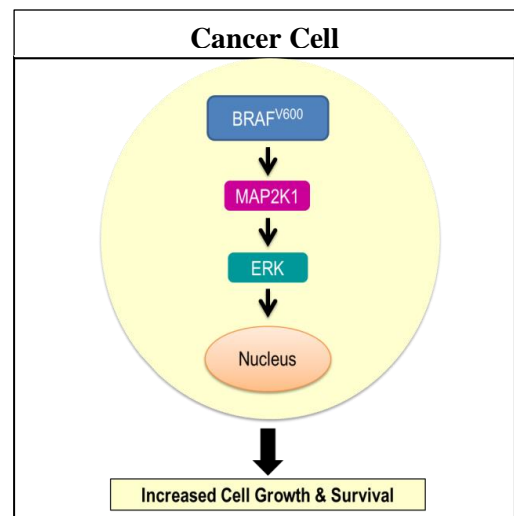 Cancer Cell
BRAFV600
MAP2K1
ERK
Nucleus
Increased Cell Growth & Survival